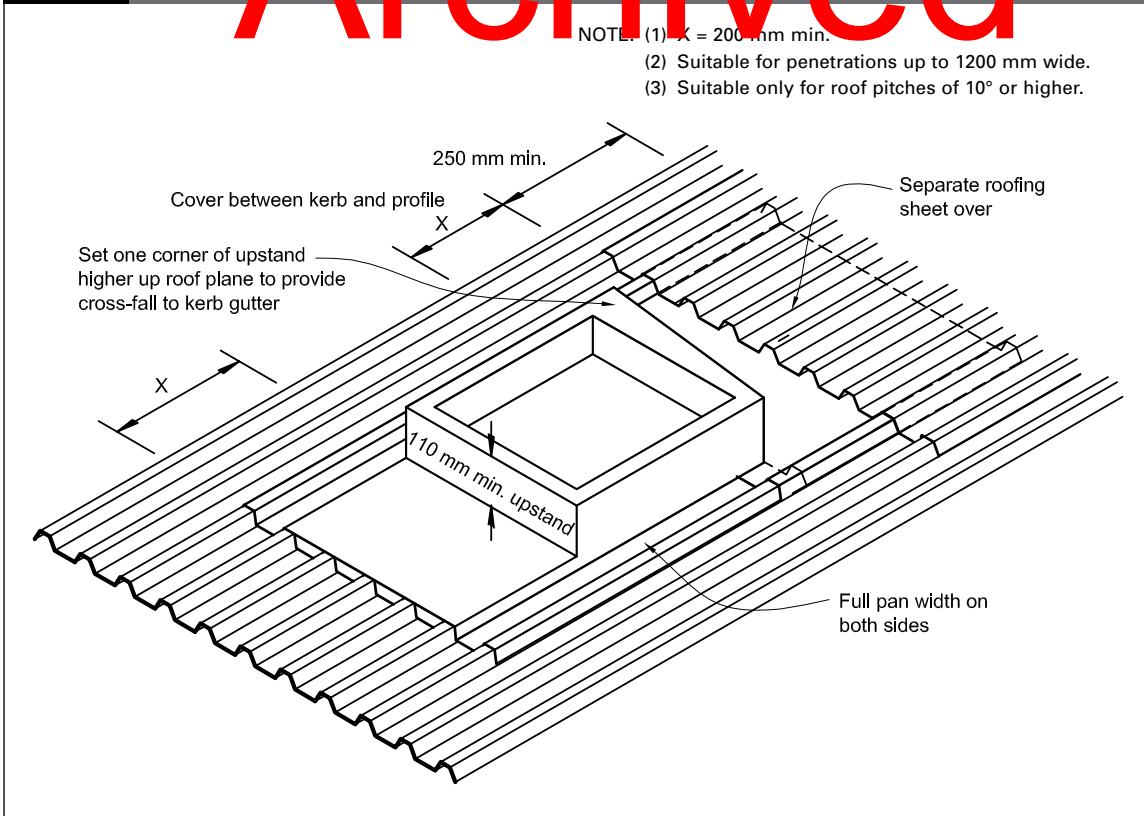 Archived
NOTE: (1) X = 200 mm min.
(2) Suitable for penetrations up to 1200 mm wide.
(3) Suitable only for roof pitches of 10° or higher.
250 mm min.
Cover between kerb and profile
X
Separate roofing
sheet over
Set one corner of upstand
higher up roof plane to provide
cross-fall to kerb gutter
X
110 mm min. upstand
Full pan width on
both sides